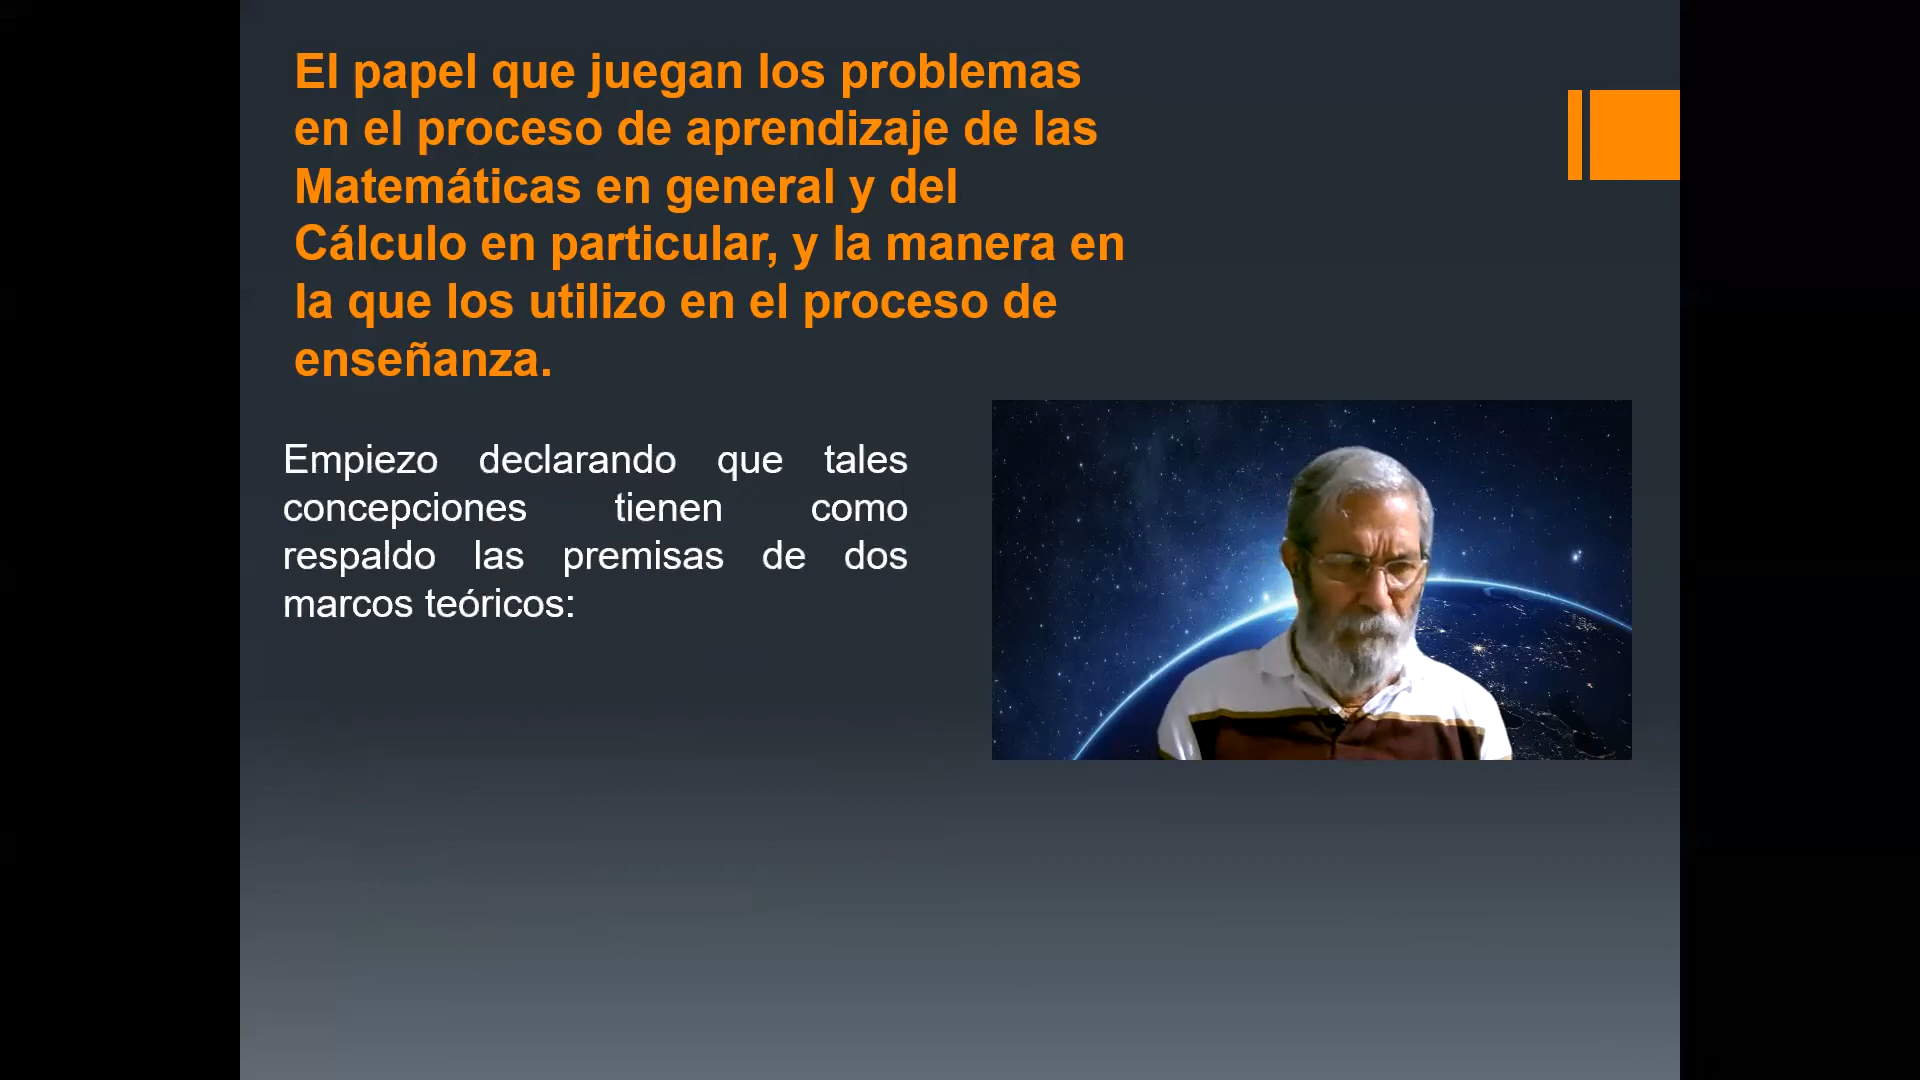 El papel que juegan los problemas
en el proceso de aprendizaje de las
Matemáticas en general y del
Cálculo en particular, y la manera en
la que los utilizo en el proceso de
enseñanza.
Empiezo declarando que tales
concepciones tienen como
respaldo las premisas de dos
marcos teóricos: